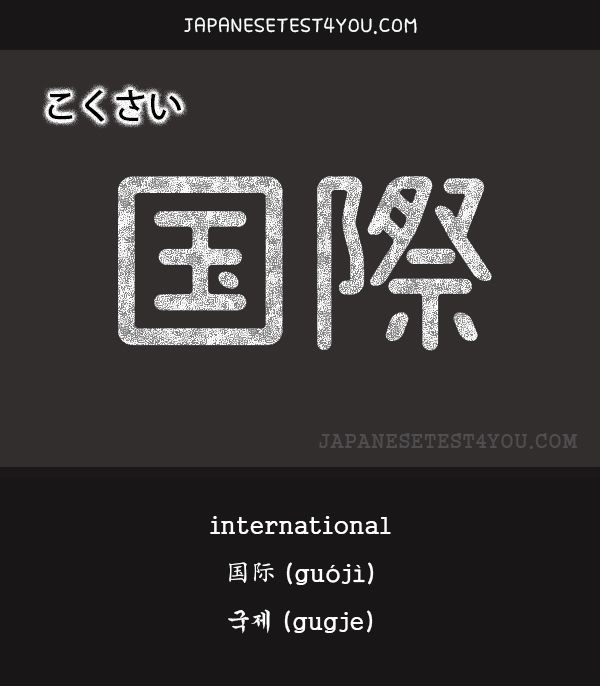 JAPANESETEST4YOU.COM
こくさい
国際
JAPANESETEST4YOU.COM
international
国际 (guójì)
국제 (gugje)